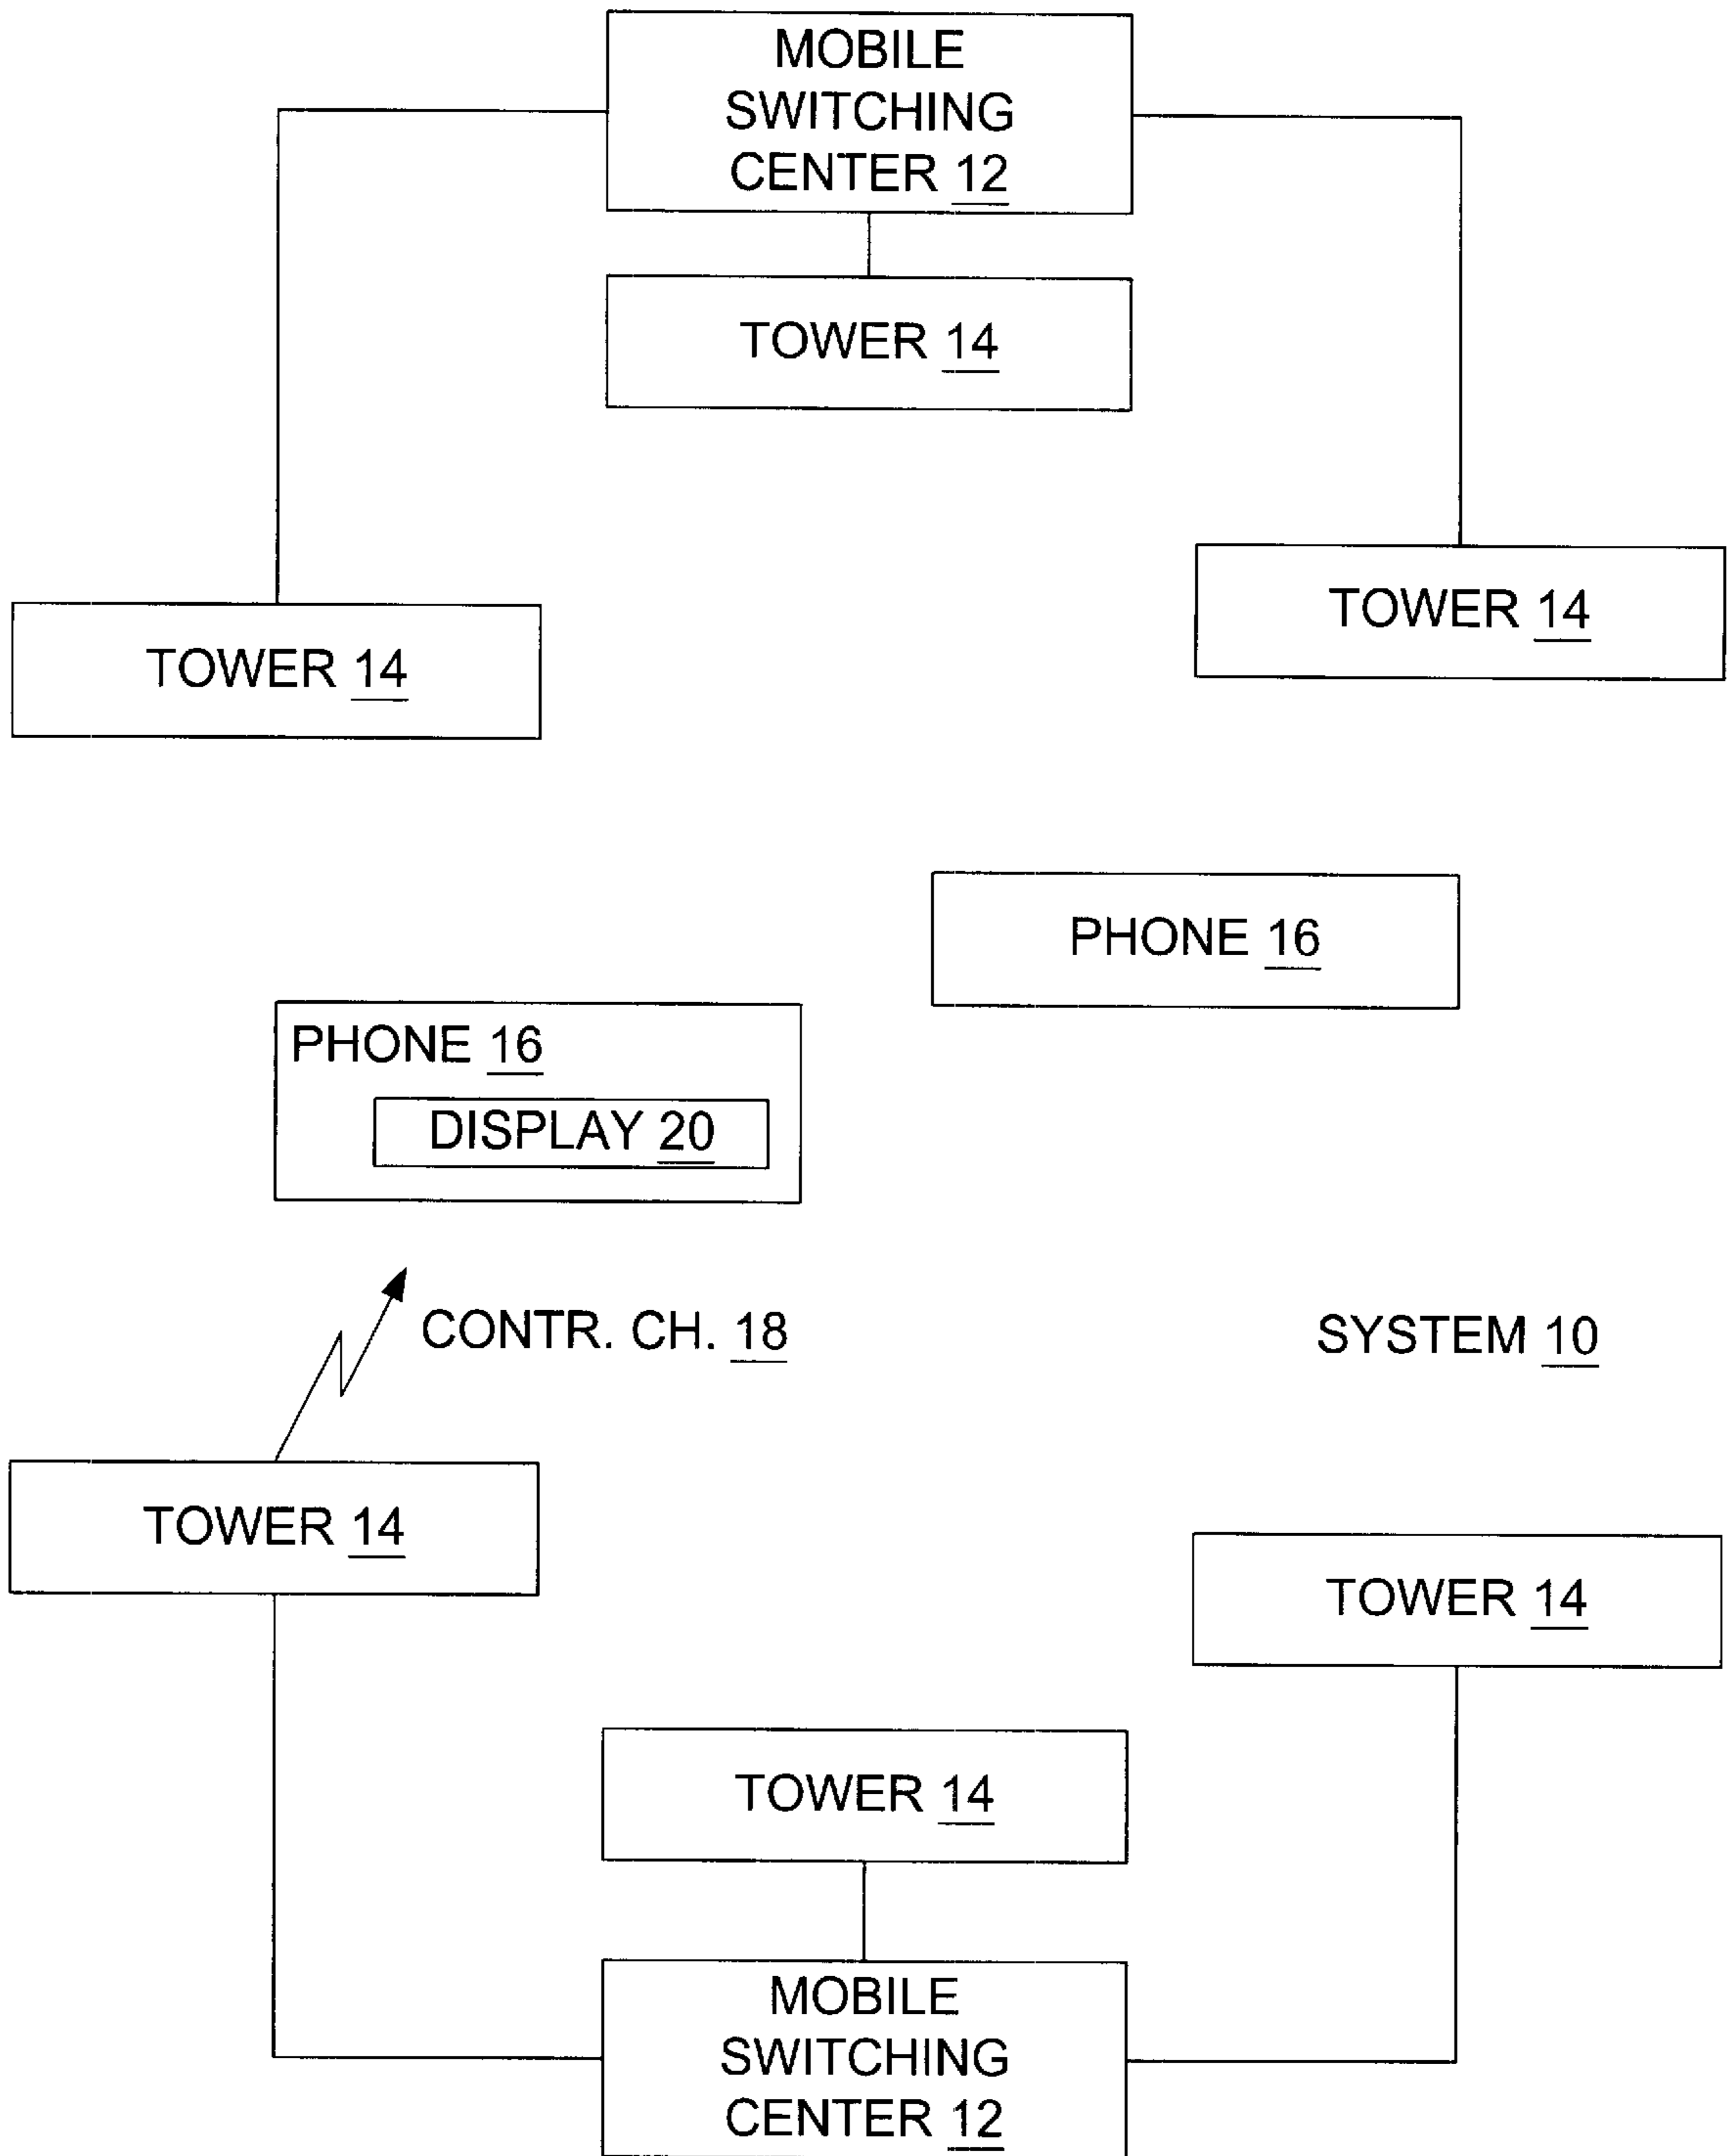 MOBILE
SWITCHING
CENTER 12
TOWER 14
TOWER 14
TOWER 14
PHONE 16
PHONE 16
DISPLAY 20
CONTR. CH. 18
SYSTEM 10
TOWER 14
TOWER 14
TOWER 14
MOBILE
SWITCHING
CENTER 12